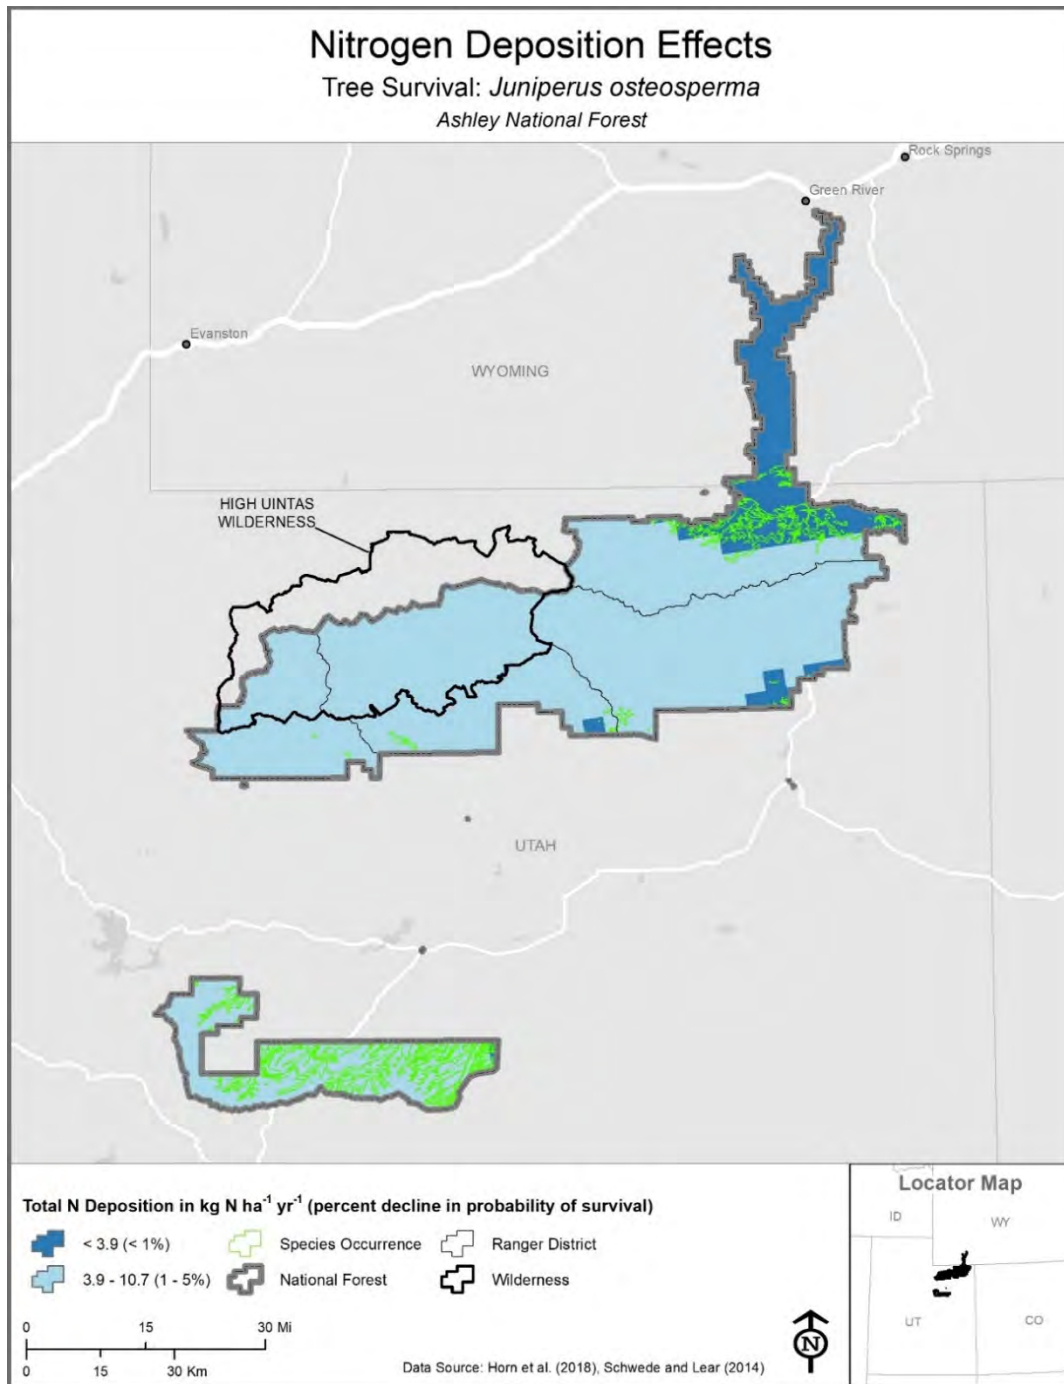 Nitrogen Deposition Effects
Tree Survival: Juniperus osteosperma
Ashley National Forest
Rock Springs
Green River
Evanston
WYOMING
HIGH UINTAS
WILDERNESS
UTAH
Total N Deposition in kg N ha⁻¹ yr⁻¹ (percent decline in probability of survival)
< 3.9 (< 1%)
Species Occurrence
Ranger District
3.9 - 10.7 (1 - 5%)
National Forest
Wilderness
0 15 30 Mi
0 15 30 Km
N
Data Source: Horn et al. (2018), Schwede and Lear (2014)
Locator Map
ID
WY
UT
CO